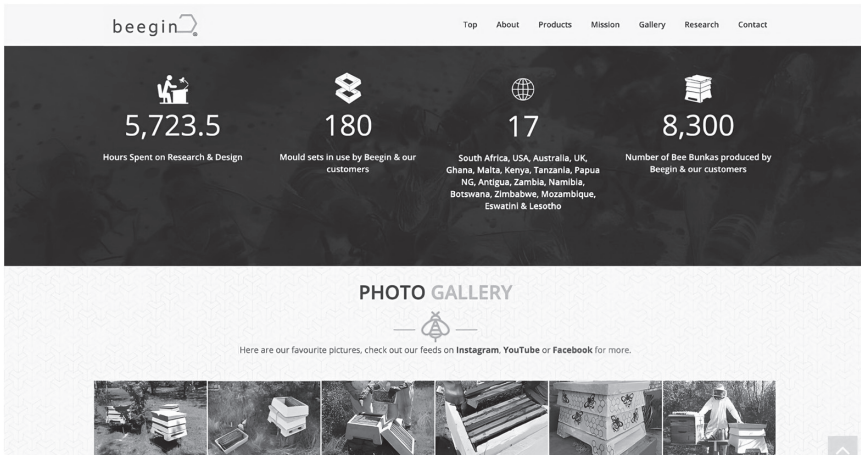 beegin
Top About Products Mission Gallery Research Contact
5,723.5
Hours Spent on Research & Design
180
Mould sets in use by Beegin & our
customers
17
South Africa, USA, Australia, UK,
Ghana, Malta, Kenya, Tanzania, Papua
NG, Antigua, Zambia, Namibia,
Botswana, Zimbabwe, Mozambique,
Eswatini & Lesotho
8,300
Number of Bee Bunkas produced by
Beegin & our customers
PHOTO GALLERY
Here are our favourite pictures, check out our feeds on Instagram, YouTube or Facebook for more.